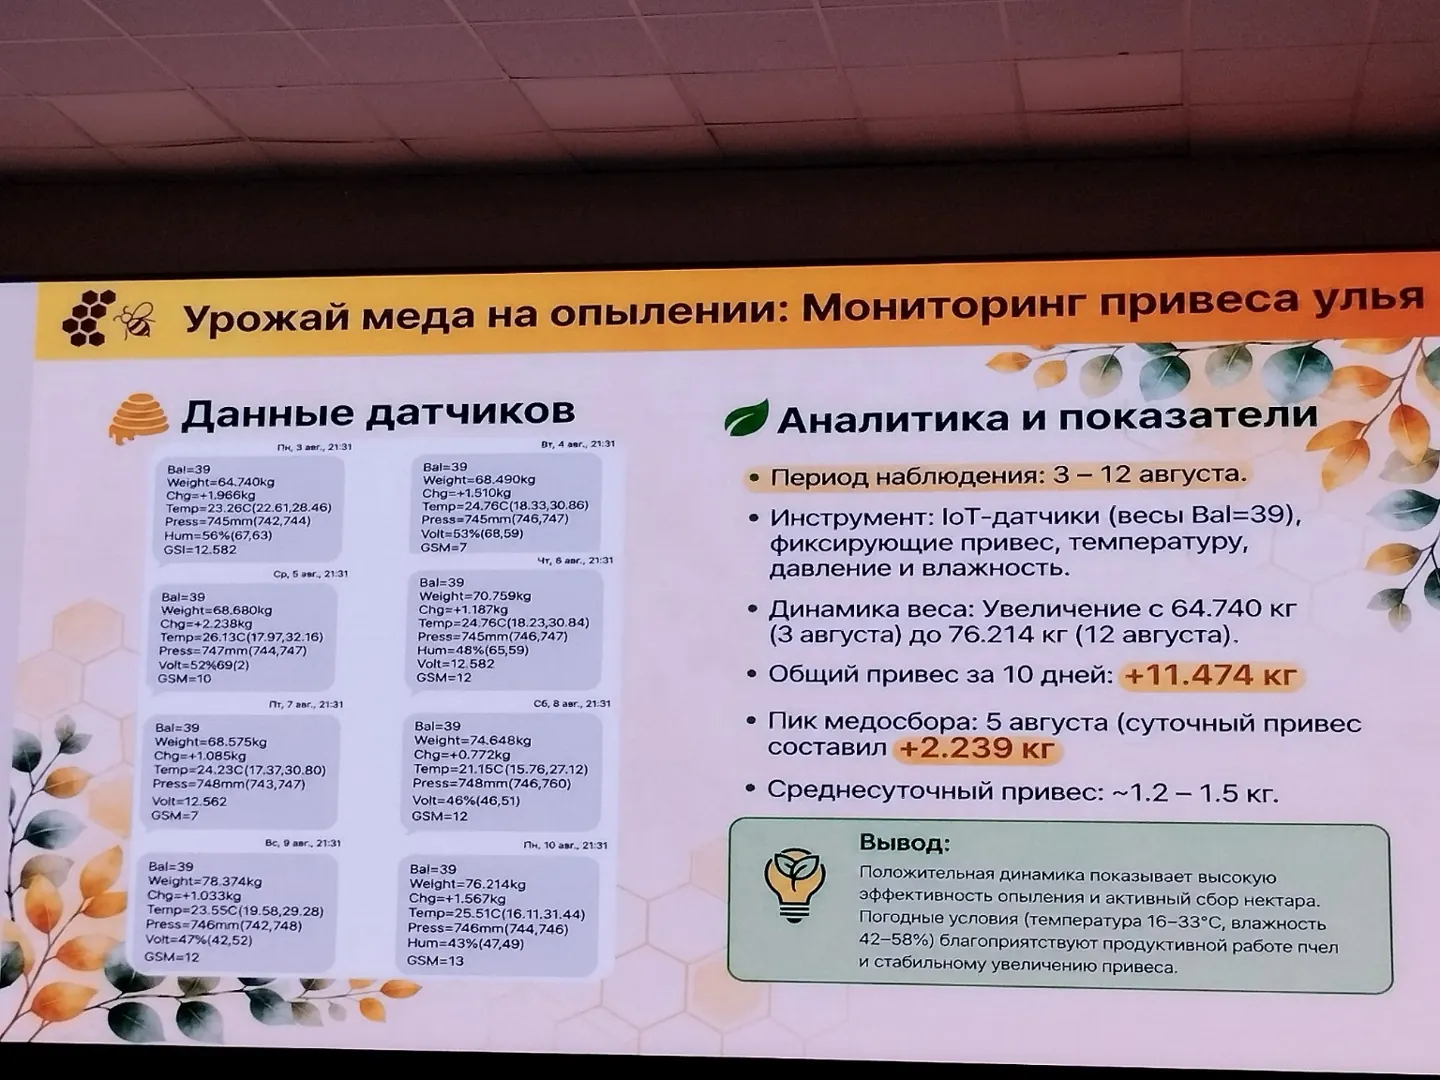 Урожай меда на опылении: Мониторинг привеса улья
Данные датчиков
Пн, 3 авг., 21:31
Bal=39
Weight=64.740kg
Chg=+1.966kg
Temp=23.26C(22.61,28.46)
Press=745mm(742,744)
Hum=56%(67,63)
GSI=12.582
Вт, 4 авг., 21:31
Bal=39
Weight=68.490kg
Chg=+1.510kg
Temp=24.76C(18.33,30.86)
Press=745mm(746,747)
Volt=53%(68,59)
GSM=7
Ср, 5 авг., 21:31
Bal=39
Weight=68.680kg
Chg=+2.238kg
Temp=26.13C(17.97,32.16)
Press=747mm(744,747)
Volt=52%69(2)
GSM=10
Чт, 6 авг., 21:31
Bal=39
Weight=70.759kg
Chg=+1.187kg
Temp=24.76C(18.23,30.84)
Press=745mm(746,747)
Hum=48%(65,59)
Volt=12.582
GSM=12
Пт, 7 авг., 21:31
Bal=39
Weight=68.575kg
Chg=+1.085kg
Temp=24.23C(17.37,30.80)
Press=748mm(743,747)
Volt=12.562
GSM=7
Сб, 8 авг., 21:31
Bal=39
Weight=74.648kg
Chg=+0.772kg
Temp=21.15C(15.76,27.12)
Press=748mm(746,760)
Volt=46%(46,51)
GSM=12
Вс, 9 авг., 21:31
Bal=39
Weight=78.374kg
Chg=+1.033kg
Temp=23.55C(19.58,29.28)
Press=746mm(742,748)
Volt=47%(42,52)
GSM=12
Пн, 10 авг., 21:31
Bal=39
Weight=76.214kg
Chg=+1.567kg
Temp=25.51C(16.11.31.44)
Press=746mm(744,746)
Hum=43%(47,49)
GSM=13
Аналитика и показатели
• Период наблюдения: 3 – 12 августа.
• Инструмент: IoT-датчики (весы Bal=39),
фиксирующие привес, температуру,
давление и влажность.
• Динамика веса: Увеличение с 64.740 кг
(3 августа) до 76.214 кг (12 августа).
• Общий привес за 10 дней: +11.474 кг
• Пик медосбора: 5 августа (суточный привес
составил +2.239 кг
• Среднесуточный привес: ~1.2 – 1.5 кг.
Вывод:
Положительная динамика показывает высокую
эффективность опыления и активный сбор нектара.
Погодные условия (температура 16–33°C, влажность
42–58%) благоприятствуют продуктивной работе пчел
и стабильному увеличению привеса.